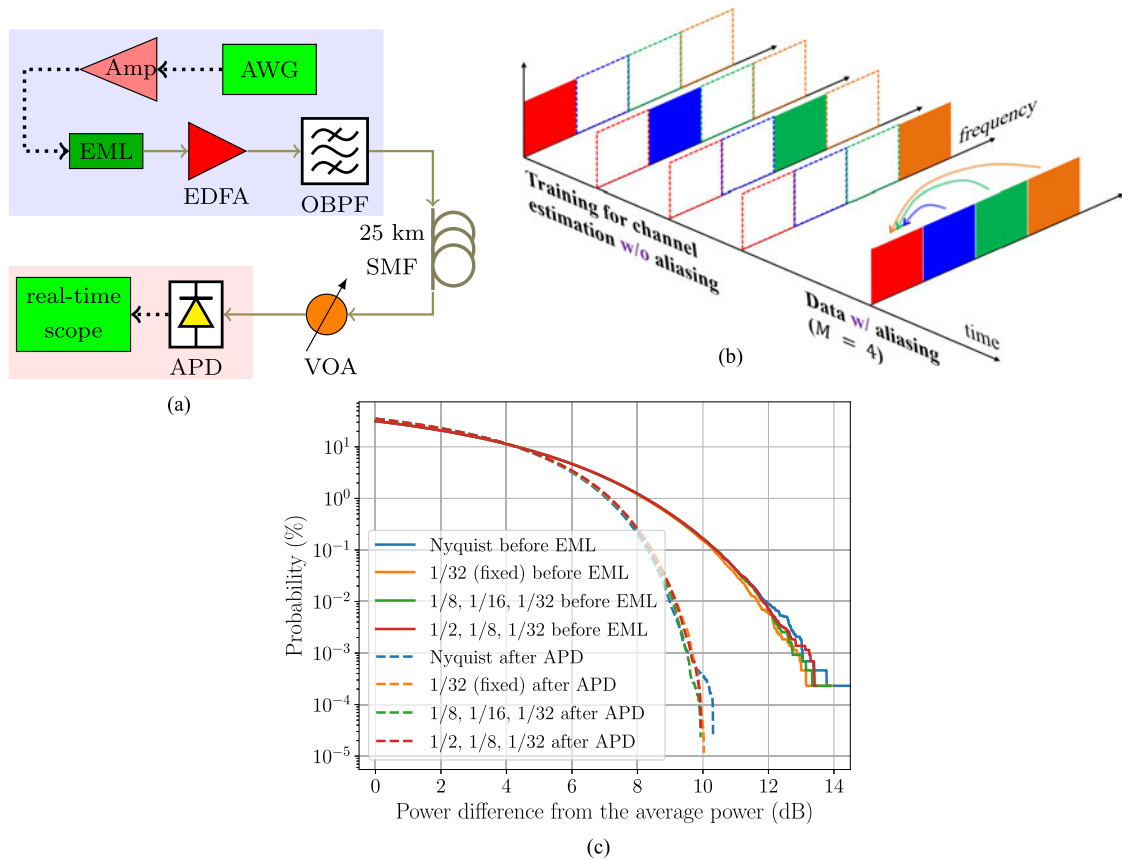 Amp
AWG
EML
EDFA
OBPF
25 km
SMF
real-time
scope
APD
VOA
(a)
frequency
Training for channel
estimation w/o aliasing
Data w/ aliasing
(M = 4)
time
(b)
Probability (%)
10^1
10^0
10^-1
10^-2
10^-3
10^-4
10^-5
Nyquist before EML
1/32 (fixed) before EML
1/8, 1/16, 1/32 before EML
1/2, 1/8, 1/32 before EML
Nyquist after APD
1/32 (fixed) after APD
1/8, 1/16, 1/32 after APD
1/2, 1/8, 1/32 after APD
0 2 4 6 8 10 12 14
Power difference from the average power (dB)
(c)